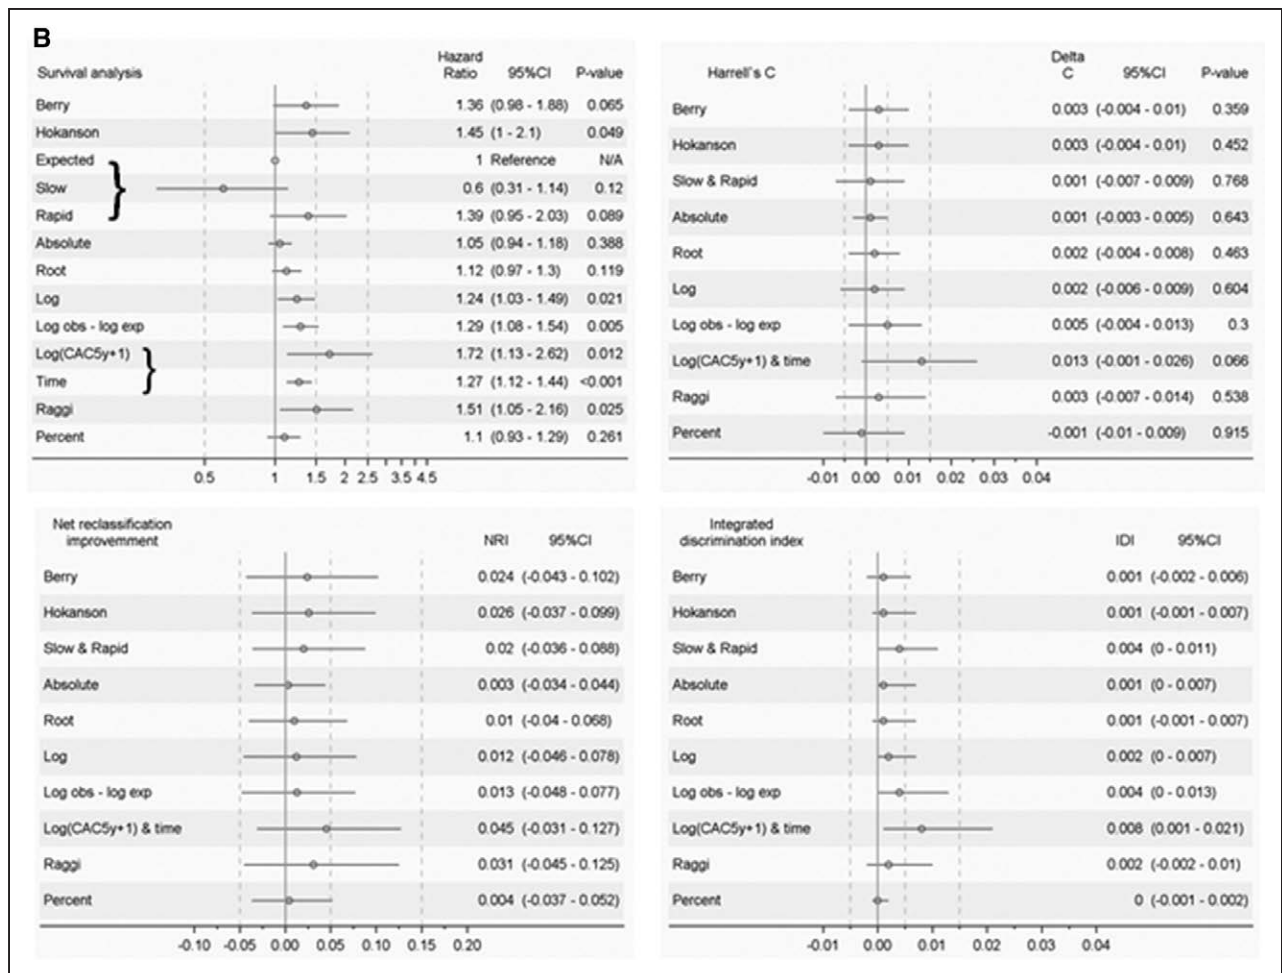 B
Survival analysis Hazard Ratio 95%CI P-value
Berry 1.36 (0.98 - 1.88) 0.065
Hokanson 1.45 (1 - 2.1) 0.049
Expected 1 Reference N/A
Slow 0.6 (0.31 - 1.14) 0.12
Rapid 1.39 (0.95 - 2.03) 0.089
Absolute 1.05 (0.94 - 1.18) 0.388
Root 1.12 (0.97 - 1.3) 0.119
Log 1.24 (1.03 - 1.49) 0.021
Log obs - log exp 1.29 (1.08 - 1.54) 0.005
Log(CAC5y+1) 1.72 (1.13 - 2.62) 0.012
Time 1.27 (1.12 - 1.44) <0.001
Raggi 1.51 (1.05 - 2.16) 0.025
Percent 1.1 (0.93 - 1.29) 0.261
0.5 1 1.5 2 2.5 3.5 4.5
Harrell`s C Delta C 95%CI P-value
Berry 0.003 (-0.004 - 0.01) 0.359
Hokanson 0.003 (-0.004 - 0.01) 0.452
Slow & Rapid 0.001 (-0.007 - 0.009) 0.768
Absolute 0.001 (-0.003 - 0.005) 0.643
Root 0.002 (-0.004 - 0.008) 0.463
Log 0.002 (-0.006 - 0.009) 0.604
Log obs - log exp 0.005 (-0.004 - 0.013) 0.3
Log(CAC5y+1) & time 0.013 (-0.001 - 0.026) 0.066
Raggi 0.003 (-0.007 - 0.014) 0.538
Percent -0.001 (-0.01 - 0.009) 0.915
-0.01 0.00 0.01 0.02 0.03 0.04
Net reclassification
improvemment NRI 95%CI
Berry 0.024 (-0.043 - 0.102)
Hokanson 0.026 (-0.037 - 0.099)
Slow & Rapid 0.02 (-0.036 - 0.088)
Absolute 0.003 (-0.034 - 0.044)
Root 0.01 (-0.04 - 0.068)
Log 0.012 (-0.046 - 0.078)
Log obs - log exp 0.013 (-0.048 - 0.077)
Log(CAC5y+1) & time 0.045 (-0.031 - 0.127)
Raggi 0.031 (-0.045 - 0.125)
Percent 0.004 (-0.037 - 0.052)
-0.10 -0.05 0.00 0.05 0.10 0.15 0.20
Integrated
discrimination index IDI 95%CI
Berry 0.001 (-0.002 - 0.006)
Hokanson 0.001 (-0.001 - 0.007)
Slow & Rapid 0.004 (0 - 0.011)
Absolute 0.001 (0 - 0.007)
Root 0.001 (-0.001 - 0.007)
Log 0.002 (0 - 0.007)
Log obs - log exp 0.004 (0 - 0.013)
Log(CAC5y+1) & time 0.008 (0.001 - 0.021)
Raggi 0.002 (-0.002 - 0.01)
Percent 0 (-0.001 - 0.002)
-0.01 0.00 0.01 0.02 0.03 0.04